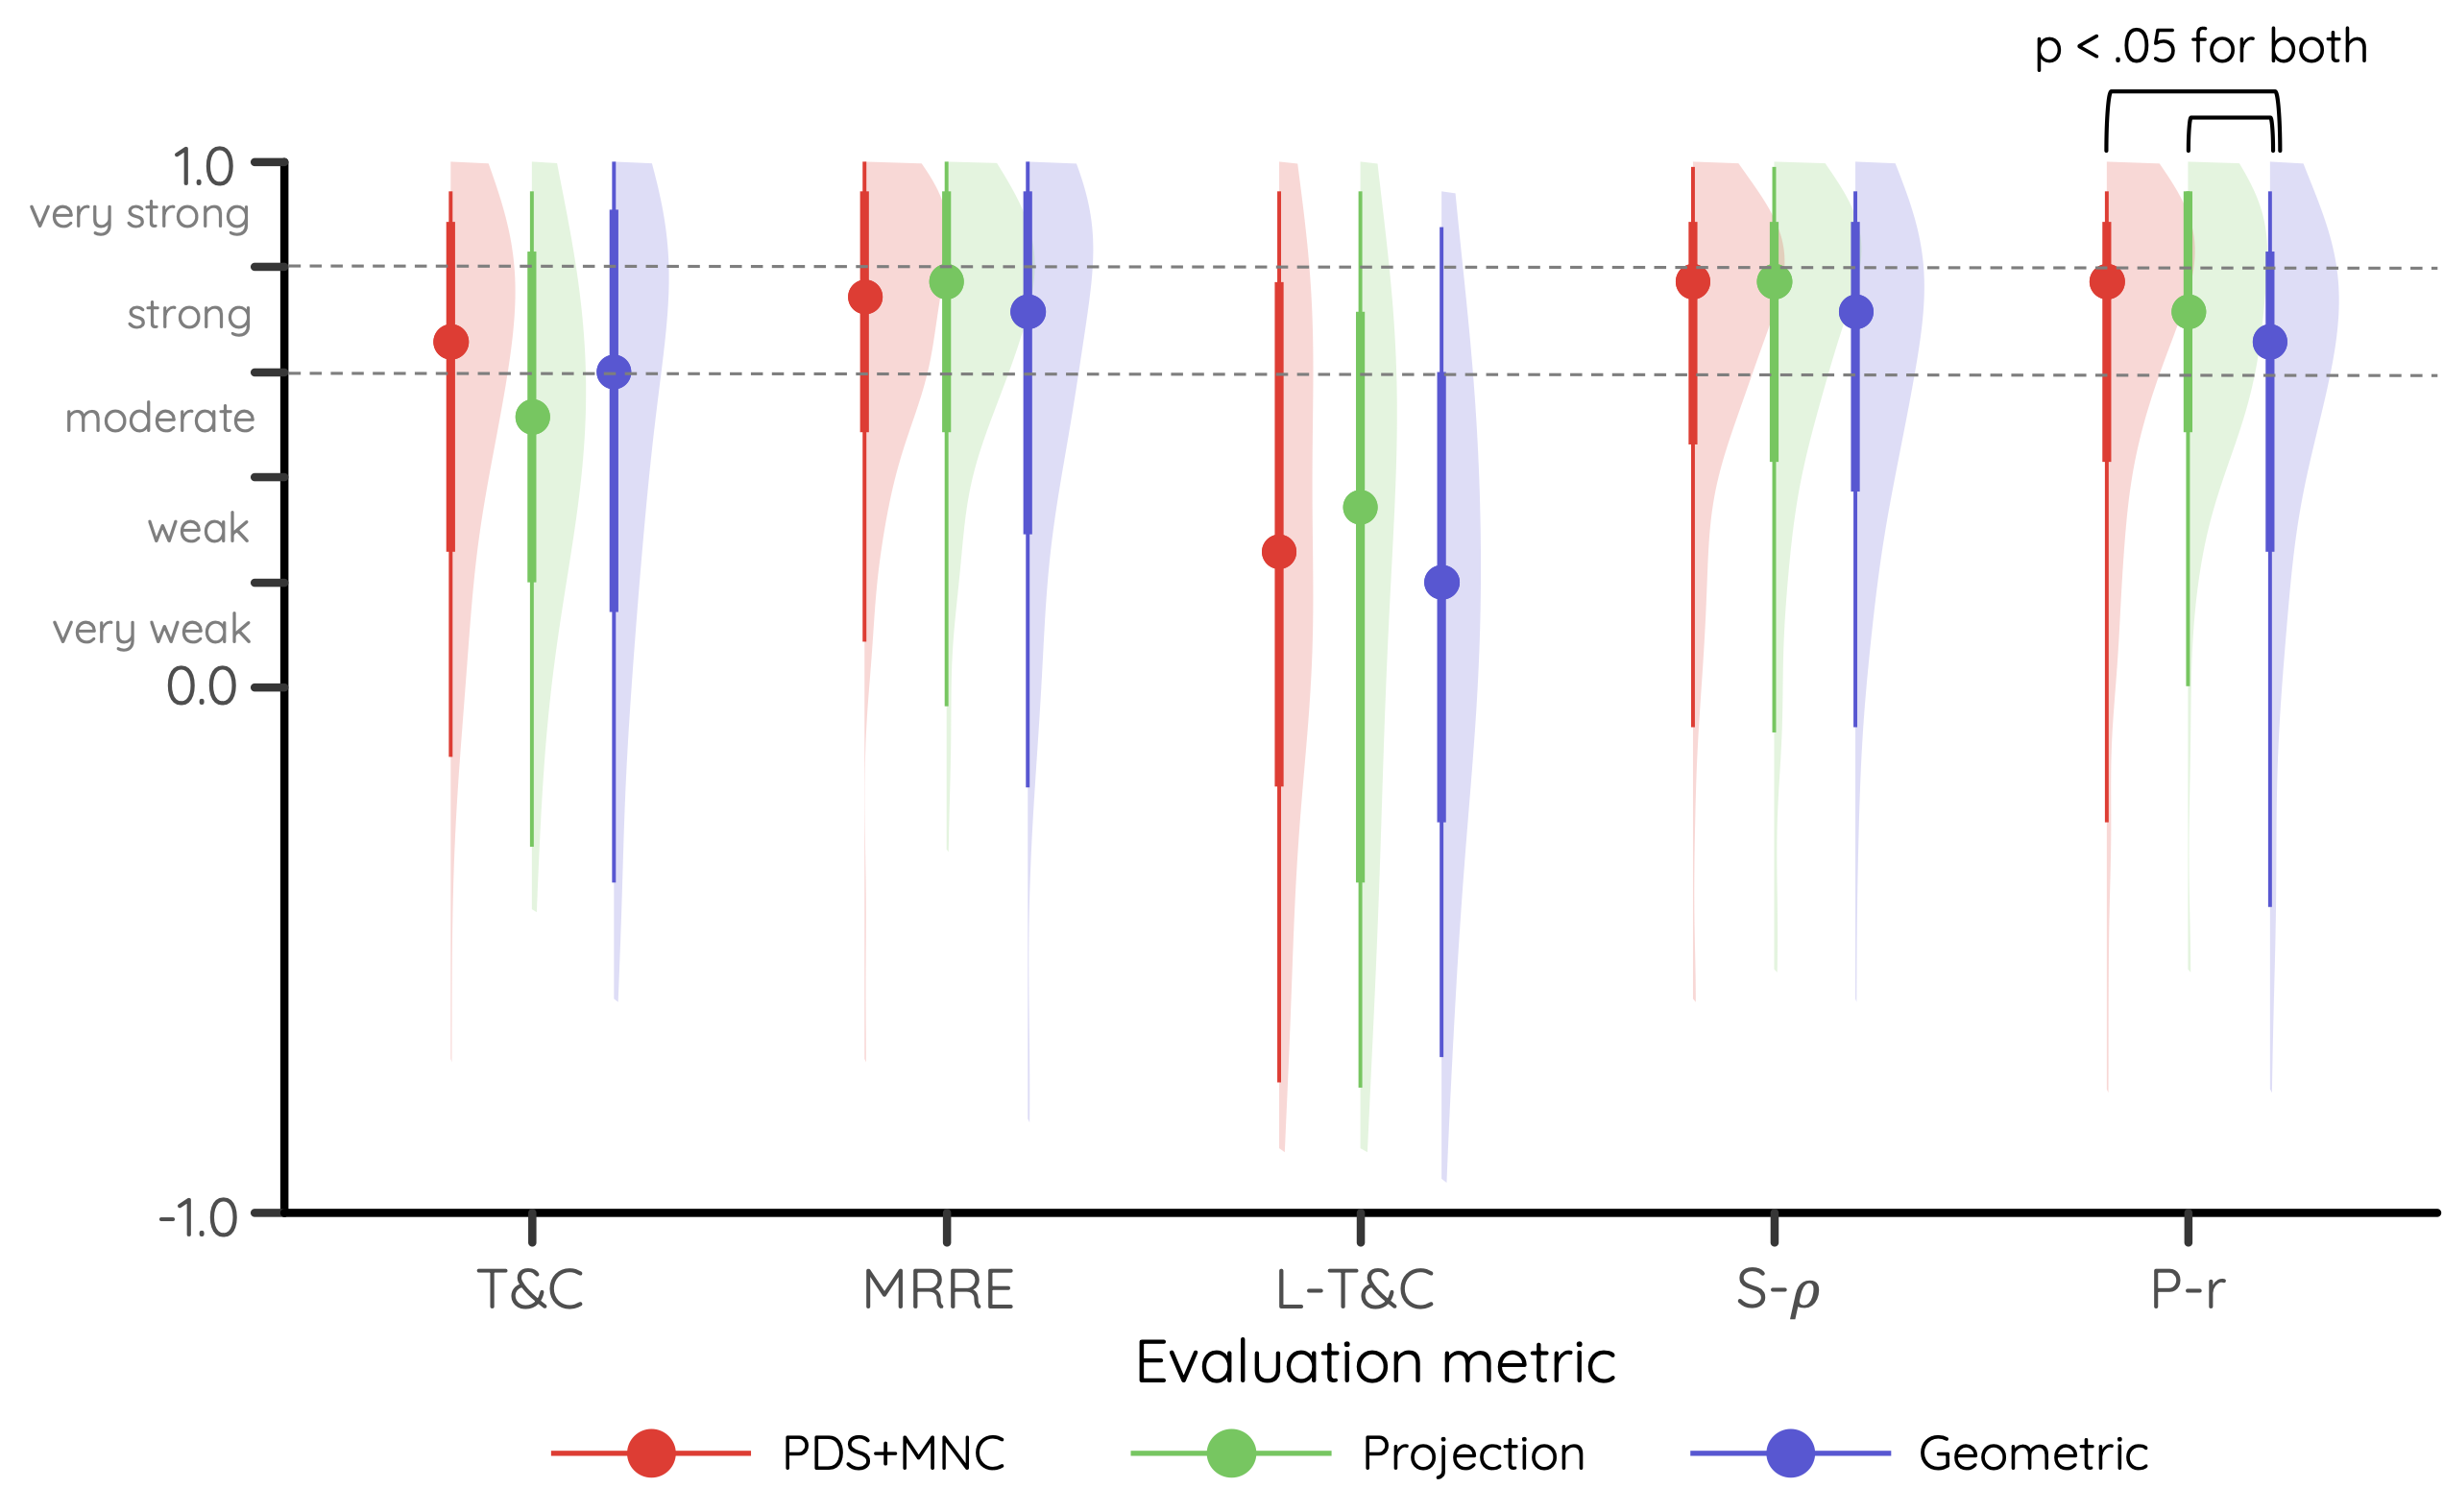 p < .05 for both
1.0
very strong
strong
moderate
weak
very weak
0.0
-1.0
T&C MRRE L-T&C S-ρ P-r
Evaluation metric
PDS+MNC Projection Geometric